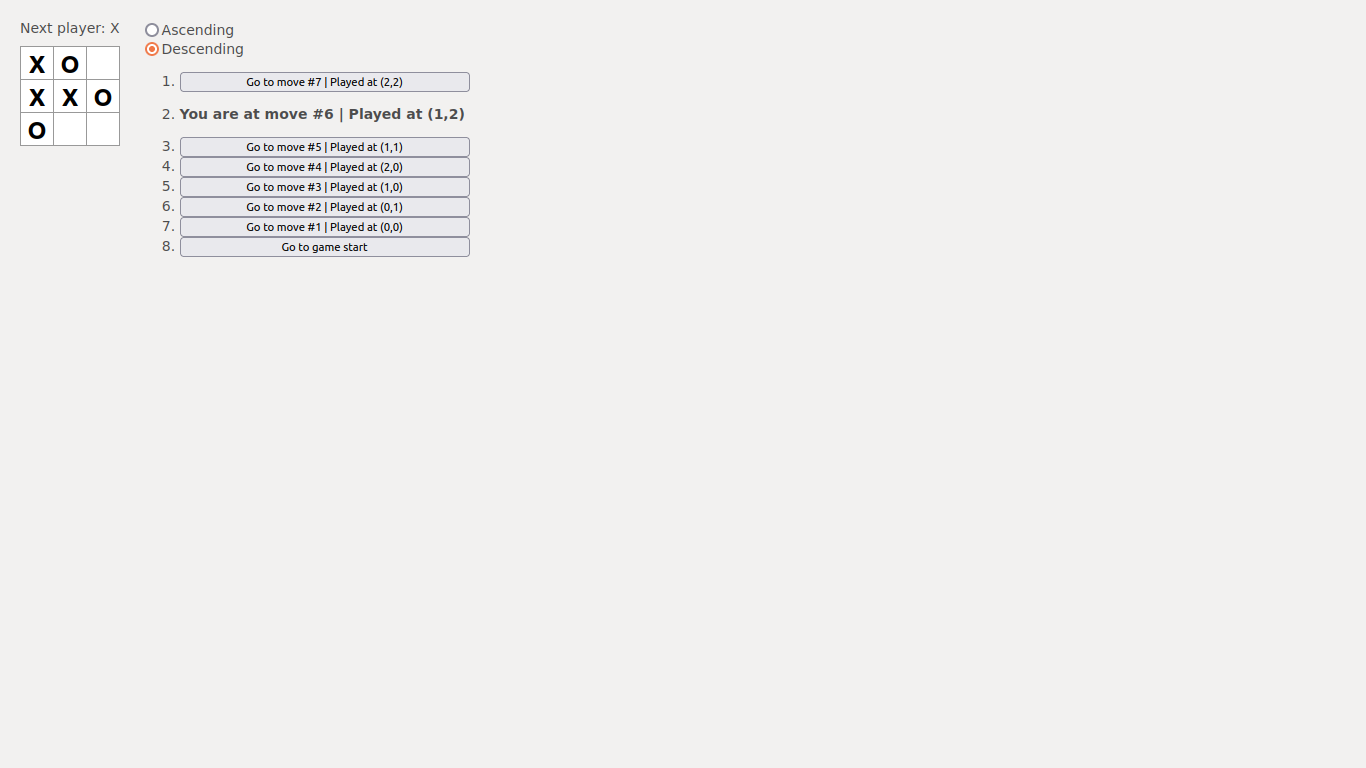 Next player: X
X O
X X O
O
Ascending
Descending
1. Go to move #7 | Played at (2,2)
2. You are at move #6 | Played at (1,2)
3. Go to move #5 | Played at (1,1)
4. Go to move #4 | Played at (2,0)
5. Go to move #3 | Played at (1,0)
6. Go to move #2 | Played at (0,1)
7. Go to move #1 | Played at (0,0)
8. Go to game start